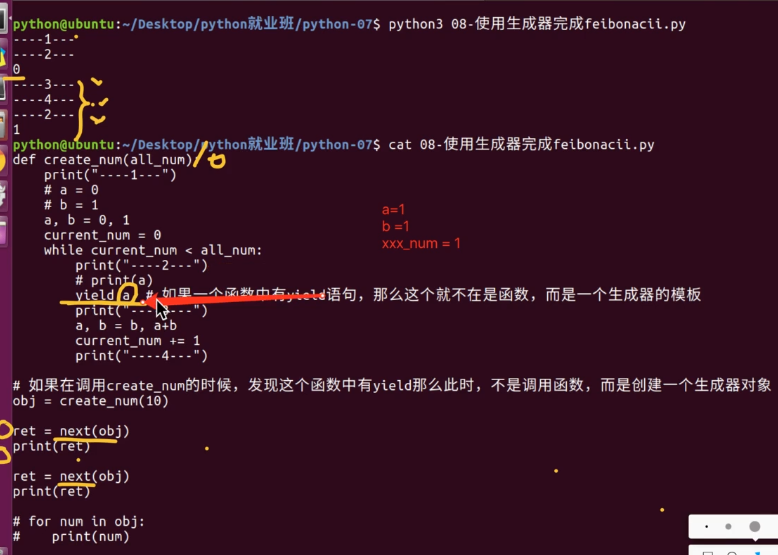 python@ubuntu:~/Desktop/python就业班/python-07$ python3 08-使用生成器完成feibonacii.py
----1---
----2---
0
----3---
----4---
----2---
1
python@ubuntu:~/Desktop/python就业班/python-07$ cat 08-使用生成器完成feibonacii.py
def create_num(all_num)
    print("----1---")
    # a = 0
    # b = 1
    a, b = 0, 1
    current_num = 0
    while current_num < all_num:
        print("----2---")
        # print(a)
        yield a # 如果一个函数中有yield语句，那么这个就不在是函数，而是一个生成器的模板
        print("-- ----")
        a, b = b, a+b
        current_num += 1
        print("----4---")
a=1
b =1
xxx_num = 1
# 如果在调用create_num的时候，发现这个函数中有yield那么此时，不是调用函数，而是创建一个生成器对象
obj = create_num(10)
ret = next(obj)
print(ret)
ret = next(obj)
print(ret)
# for num in obj:
#    print(num)